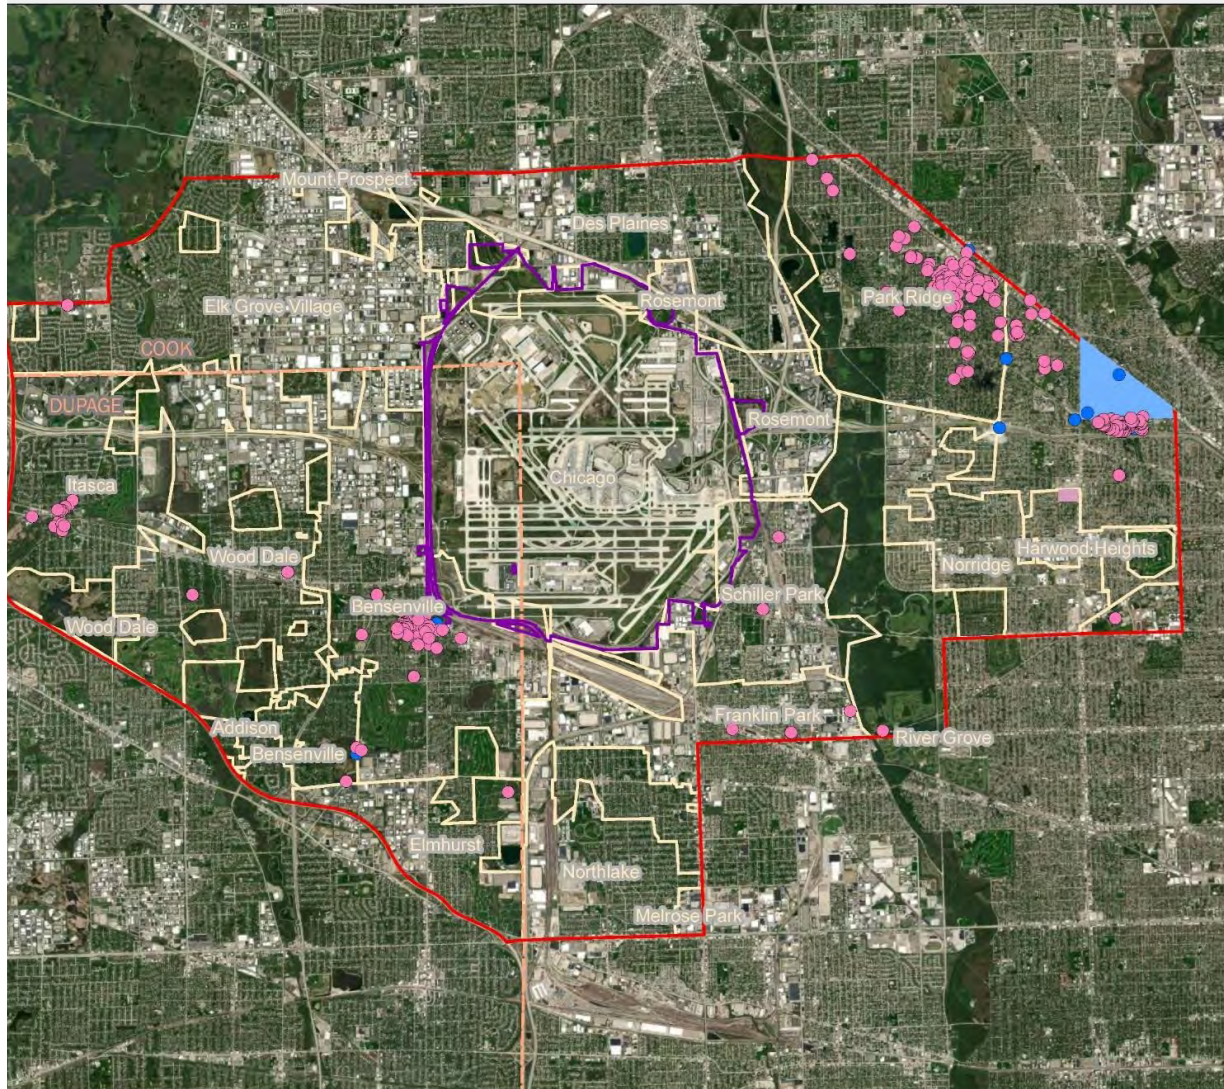 Mount Prospect
Des Plaines
Elk Grove Village
Rosemont
Park Ridge
COOK
DUPAGE
Rosemont
Chicago
Itasca
Wood Dale
Harwood Heights
Norridge
Bensenville
Schiller Park
Wood Dale
Addison
Franklin Park
River Grove
Bensenville
Elmhurst
Northlake
Melrose Park